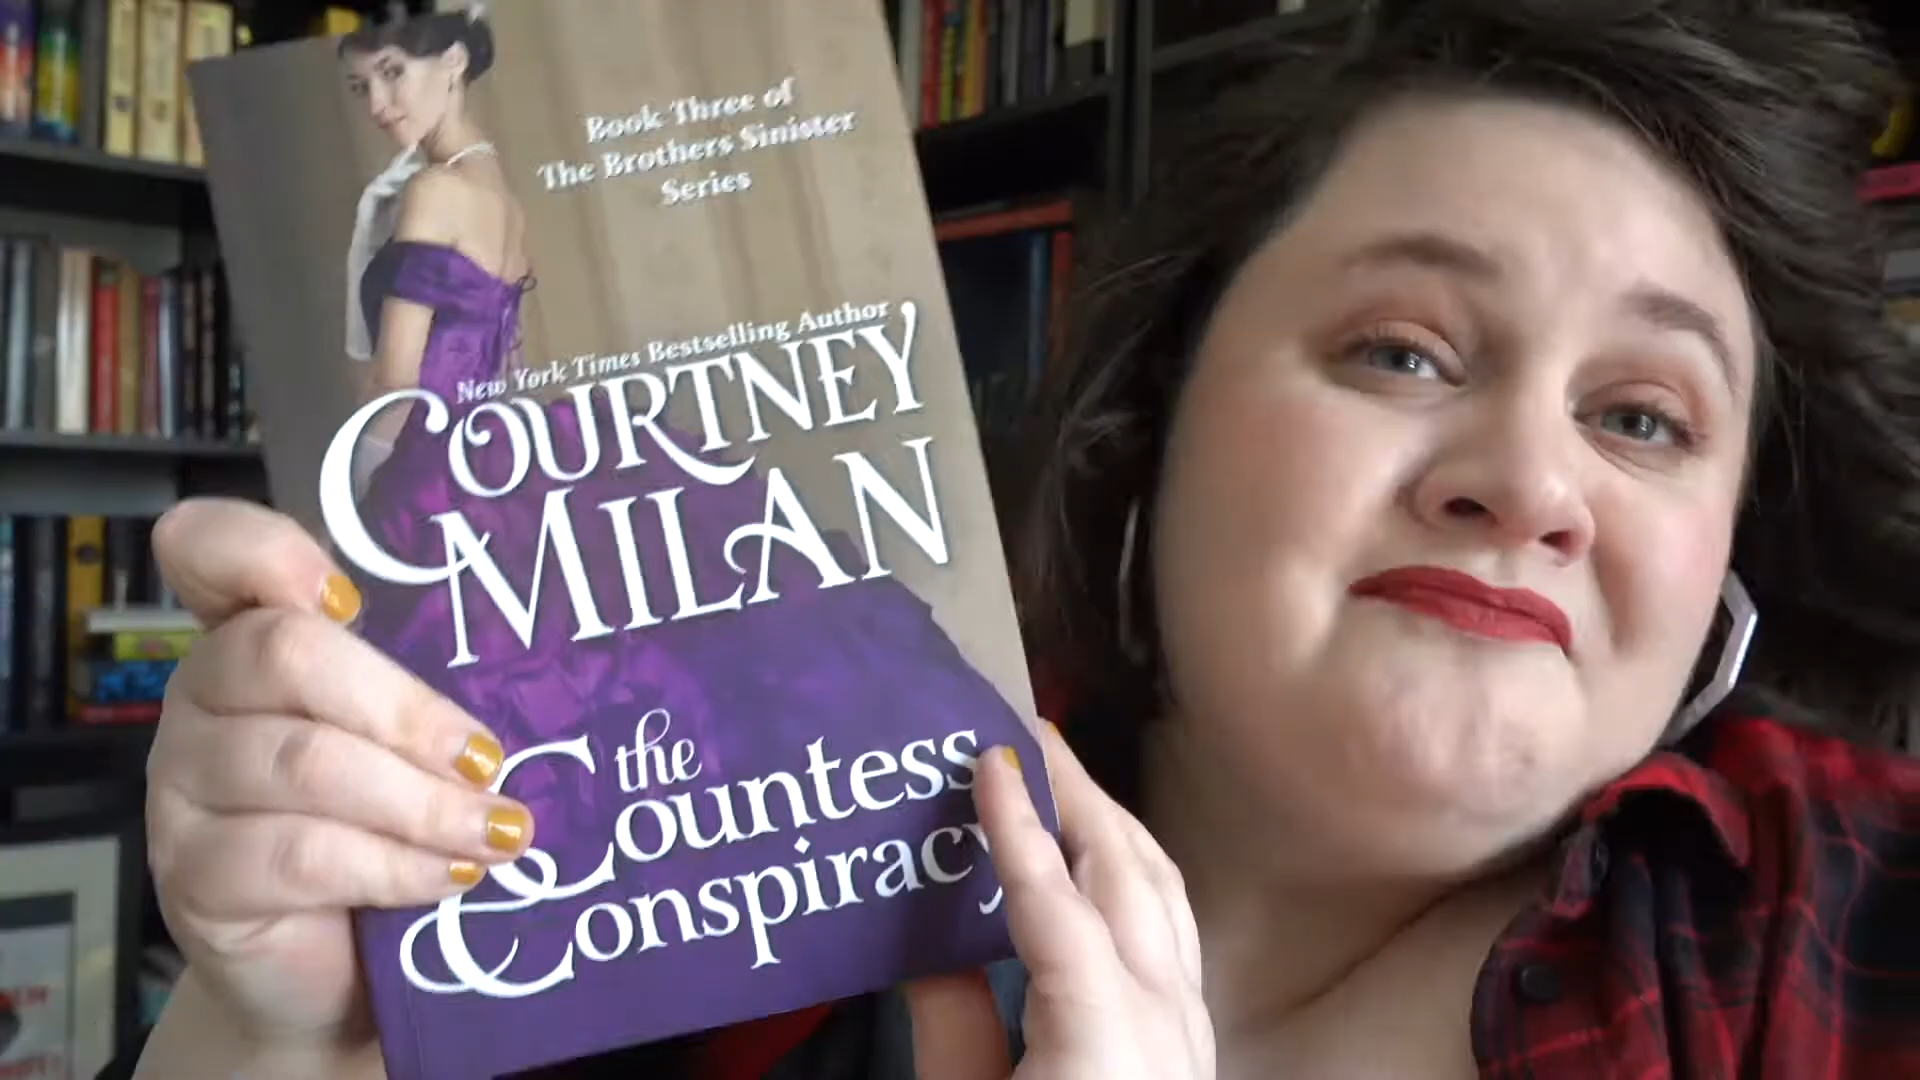 Book Three of
The Brothers Sinister
Series
New York Times Bestselling Author
COURTNEY
MILAN
the
Countess
Conspiracy